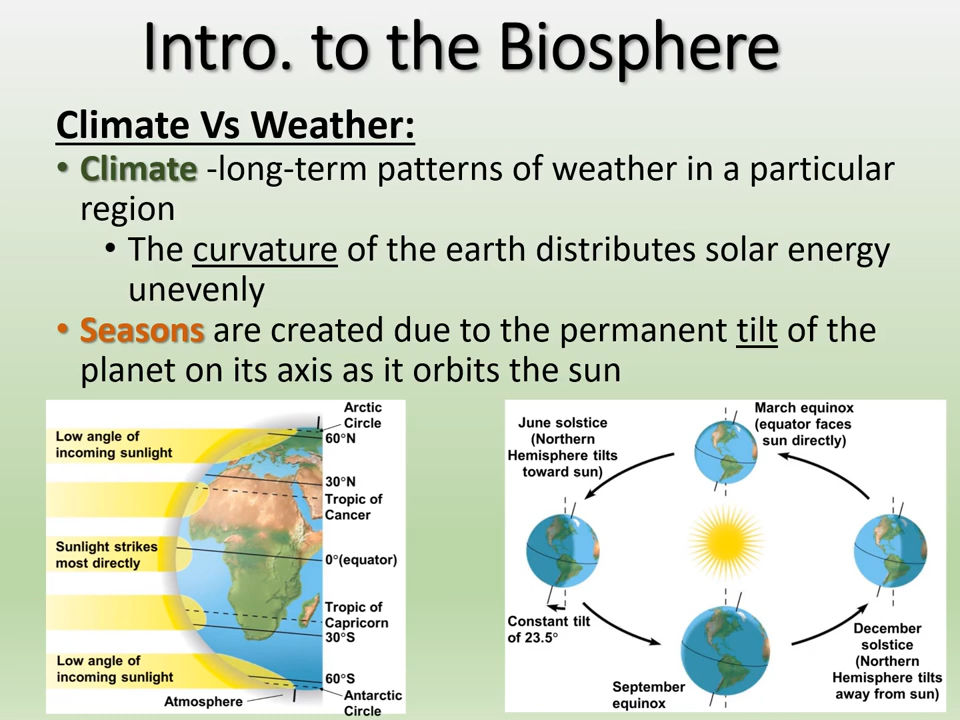 Intro. to the Biosphere
Climate Vs Weather:
• Climate -long-term patterns of weather in a particular
region
• The curvature of the earth distributes solar energy
unevenly
• Seasons are created due to the permanent tilt of the
planet on its axis as it orbits the sun
Low angle of
incoming sunlight
Sunlight strikes
most directly
Low angle of
incoming sunlight
Atmosphere
Arctic
Circle
60°N
30°N
Tropic of
Cancer
0°(equator)
Tropic of
Capricorn
30°S
60°S
Antarctic
Circle
June solstice
(Northern
Hemisphere tilts
toward sun)
March equinox
(equator faces
sun directly)
Constant tilt
of 23.5°
September
equinox
December
solstice
(Northern
Hemisphere tilts
away from sun)